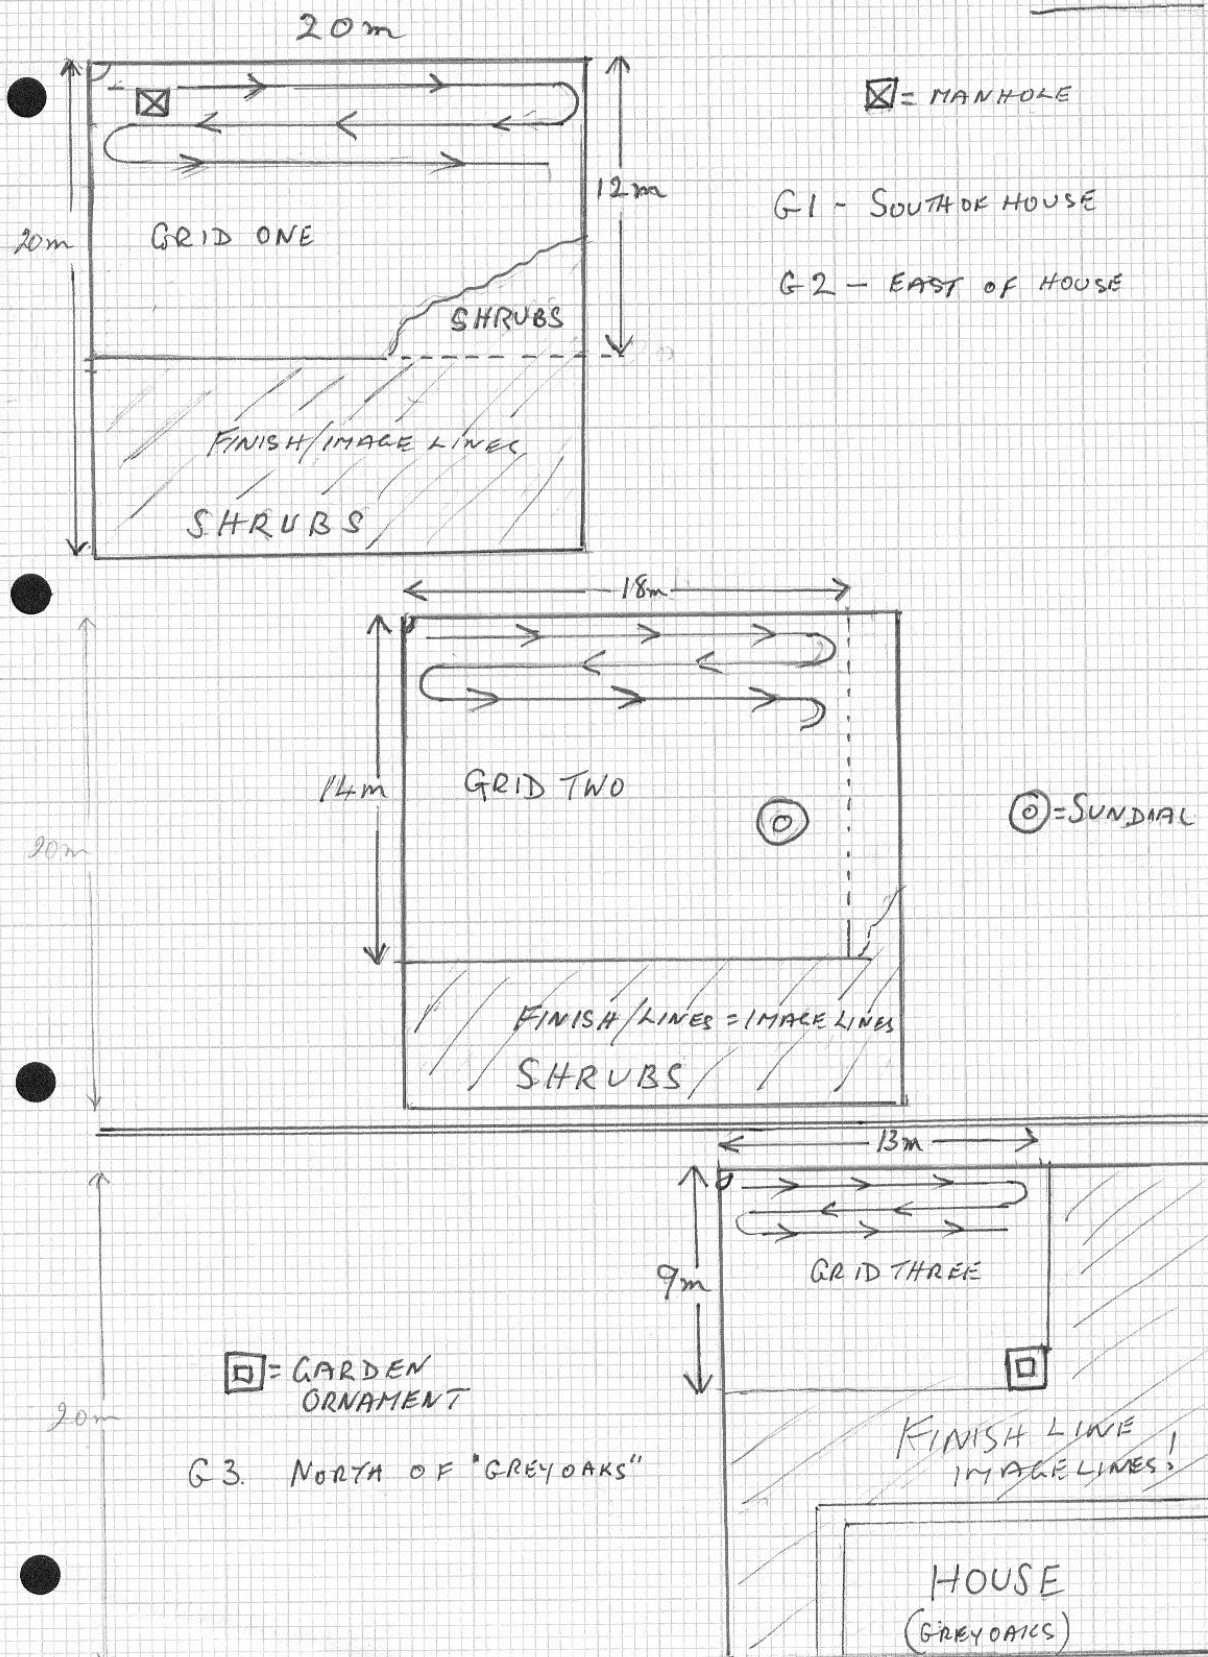 20m
= MANHOLE
12m
G1 - SOUTH OF HOUSE
20m
GRID ONE
G2 - EAST OF HOUSE
SHRUBS
FINISH/IMAGE LINES
SHRUBS
18m
14m
GRID TWO
= SUNDIAL
20m
FINISH/LINES = IMAGE LINES
SHRUBS
13m
9m
GRID THREE
= GARDEN
ORNAMENT
20m
FINISH LINE
IMAGE LINES!
G3. NORTH OF "GREYOAKS"
HOUSE
(GREYOAKS)